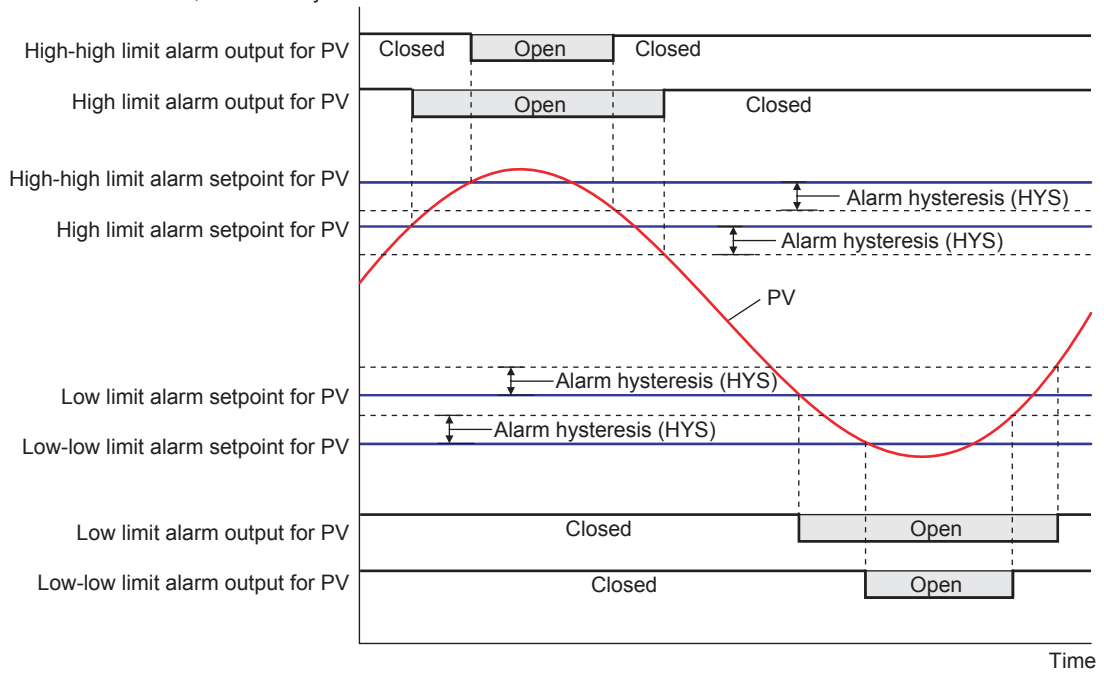 High-high limit alarm output for PV
Closed
Open
Closed
High limit alarm output for PV
Open
Closed
High-high limit alarm setpoint for PV
Alarm hysteresis (HYS)
High limit alarm setpoint for PV
Alarm hysteresis (HYS)
PV
Alarm hysteresis (HYS)
Low limit alarm setpoint for PV
Alarm hysteresis (HYS)
Low-low limit alarm setpoint for PV
Low limit alarm output for PV
Closed
Open
Low-low limit alarm output for PV
Closed
Open
Time